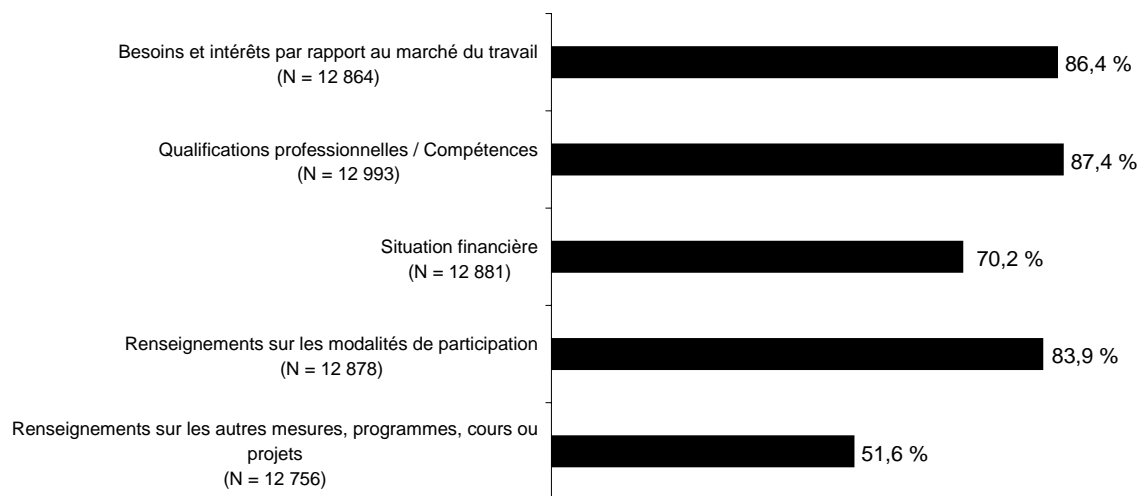 Besoins et intérêts par rapport au marché du travail
(N = 12 864)
86,4 %
Qualifications professionnelles / Compétences
(N = 12 993)
87,4 %
Situation financière
(N = 12 881)
70,2 %
Renseignements sur les modalités de participation
(N = 12 878)
83,9 %
Renseignements sur les autres mesures, programmes, cours ou
projets
(N = 12 756)
51,6 %